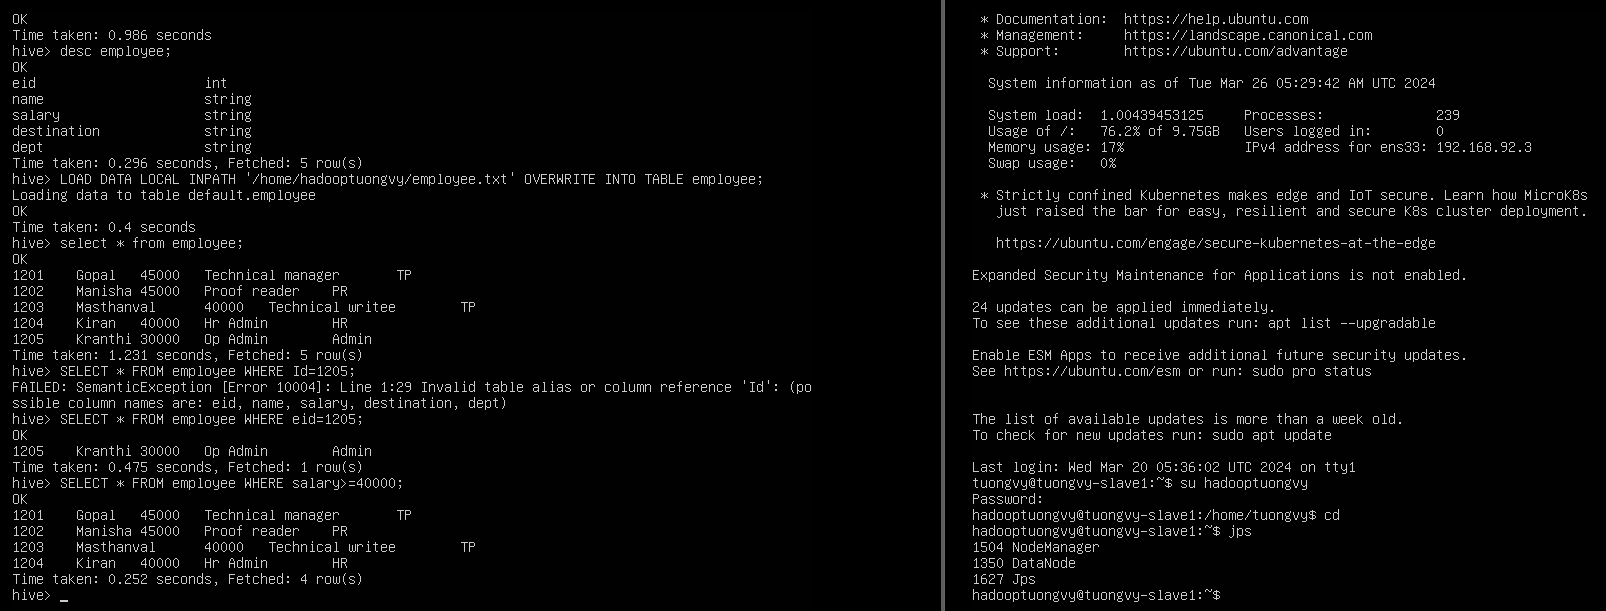 OK
Time taken: 0.986 seconds
hive> desc employee;
OK
eid                     int
name                    string
salary                  string
destination             string
dept                    string
Time taken: 0.296 seconds, Fetched: 5 row(s)
hive> LOAD DATA LOCAL INPATH '/home/hadooptuongvy/employee.txt' OVERWRITE INTO TABLE employee;
Loading data to table default.employee
OK
Time taken: 0.4 seconds
hive> select * from employee;
OK
1201    Gopal   45000   Technical manager       TP
1202    Manisha 45000   Proof reader    PR
1203    Masthanval      40000   Technical writee        TP
1204    Kiran   40000   Hr Admin        HR
1205    Kranthi 30000   Op Admin        Admin
Time taken: 1.231 seconds, Fetched: 5 row(s)
hive> SELECT * FROM employee WHERE Id=1205;
FAILED: SemanticException [Error 10004]: Line 1:29 Invalid table alias or column reference 'Id': (po
ssible column names are: eid, name, salary, destination, dept)
hive> SELECT * FROM employee WHERE eid=1205;
OK
1205    Kranthi 30000   Op Admin        Admin
Time taken: 0.475 seconds, Fetched: 1 row(s)
hive> SELECT * FROM employee WHERE salary>=40000;
OK
1201    Gopal   45000   Technical manager       TP
1202    Manisha 45000   Proof reader    PR
1203    Masthanval      40000   Technical writee        TP
1204    Kiran   40000   Hr Admin        HR
Time taken: 0.252 seconds, Fetched: 4 row(s)
hive> _
 * Documentation:  https://help.ubuntu.com
 * Management:     https://landscape.canonical.com
 * Support:        https://ubuntu.com/advantage
  System information as of Tue Mar 26 05:29:42 AM UTC 2024
  System load:  1.00439453125     Processes:              239
  Usage of /:   76.2% of 9.75GB   Users logged in:        0
  Memory usage: 17%               IPv4 address for ens33: 192.168.92.3
  Swap usage:   0%
 * Strictly confined Kubernetes makes edge and IoT secure. Learn how MicroK8s
   just raised the bar for easy, resilient and secure K8s cluster deployment.
   https://ubuntu.com/engage/secure-kubernetes-at-the-edge
Expanded Security Maintenance for Applications is not enabled.
24 updates can be applied immediately.
To see these additional updates run: apt list --upgradable
Enable ESM Apps to receive additional future security updates.
See https://ubuntu.com/esm or run: sudo pro status
The list of available updates is more than a week old.
To check for new updates run: sudo apt update
Last login: Wed Mar 20 05:36:02 UTC 2024 on tty1
tuongvy@tuongvy-slave1:~$ su hadooptuongvy
Password:
hadooptuongvy@tuongvy-slave1:/home/tuongvy$ cd
hadooptuongvy@tuongvy-slave1:~$ jps
1504 NodeManager
1350 DataNode
1627 Jps
hadooptuongvy@tuongvy-slave1:~$